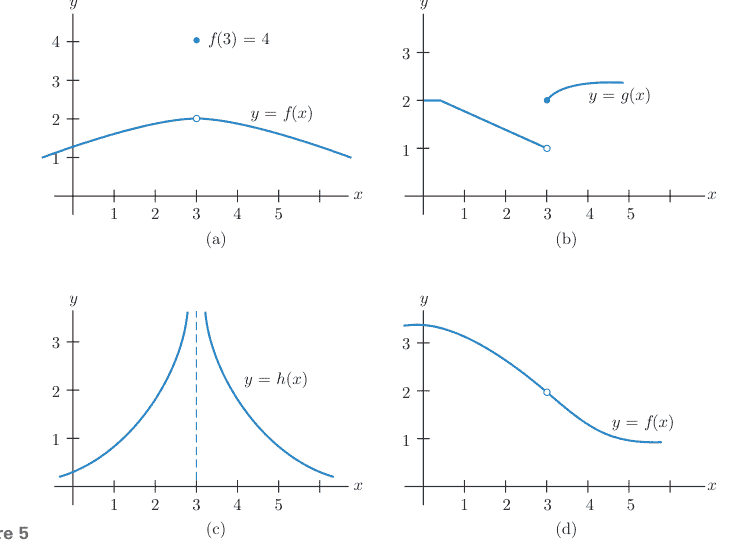 y
4
f(3) = 4
3
2
y = f(x)
1
x
1 2 3 4 5
(a)
y
3
2
y = g(x)
1
x
1 2 3 4 5
(b)
y
3
2
y = h(x)
1
x
1 2 3 4 5
(c)
y
3
2
y = f(x)
1
x
1 2 3 4 5
(d)
re 5